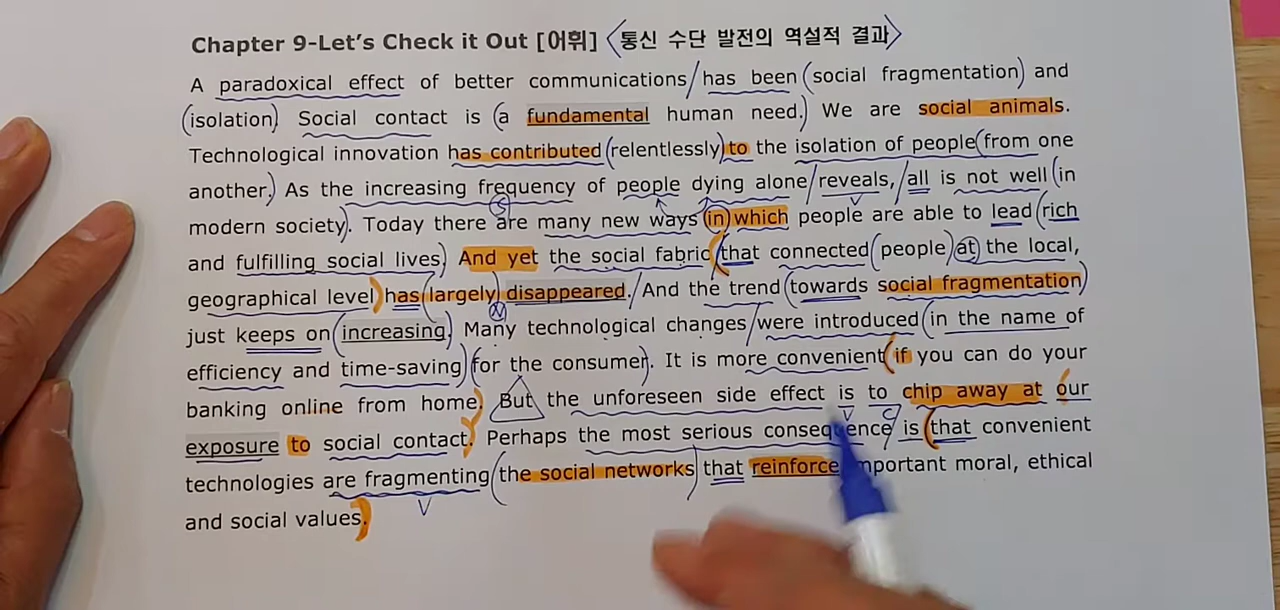 Chapter 9-Let's Check it Out [어휘] <통신 수단 발전의 역설적 결과>
A paradoxical effect of better communications has been social fragmentation and
isolation. Social contact is a fundamental human need. We are social animals.
Technological innovation has contributed relentlessly to the isolation of people from one
another. As the increasing frequency of people dying alone reveals, all is not well in
modern society. Today there are many new ways in which people are able to lead rich
and fulfilling social lives. And yet the social fabric that connected people at the local,
geographical level has largely disappeared. And the trend towards social fragmentation
just keeps on increasing. Many technological changes were introduced in the name of
efficiency and time-saving for the consumer. It is more convenient if you can do your
banking online from home. But the unforeseen side effect is to chip away at our
exposure to social contact. Perhaps the most serious consequence is that convenient
technologies are fragmenting the social networks that reinforce important moral, ethical
and social values.